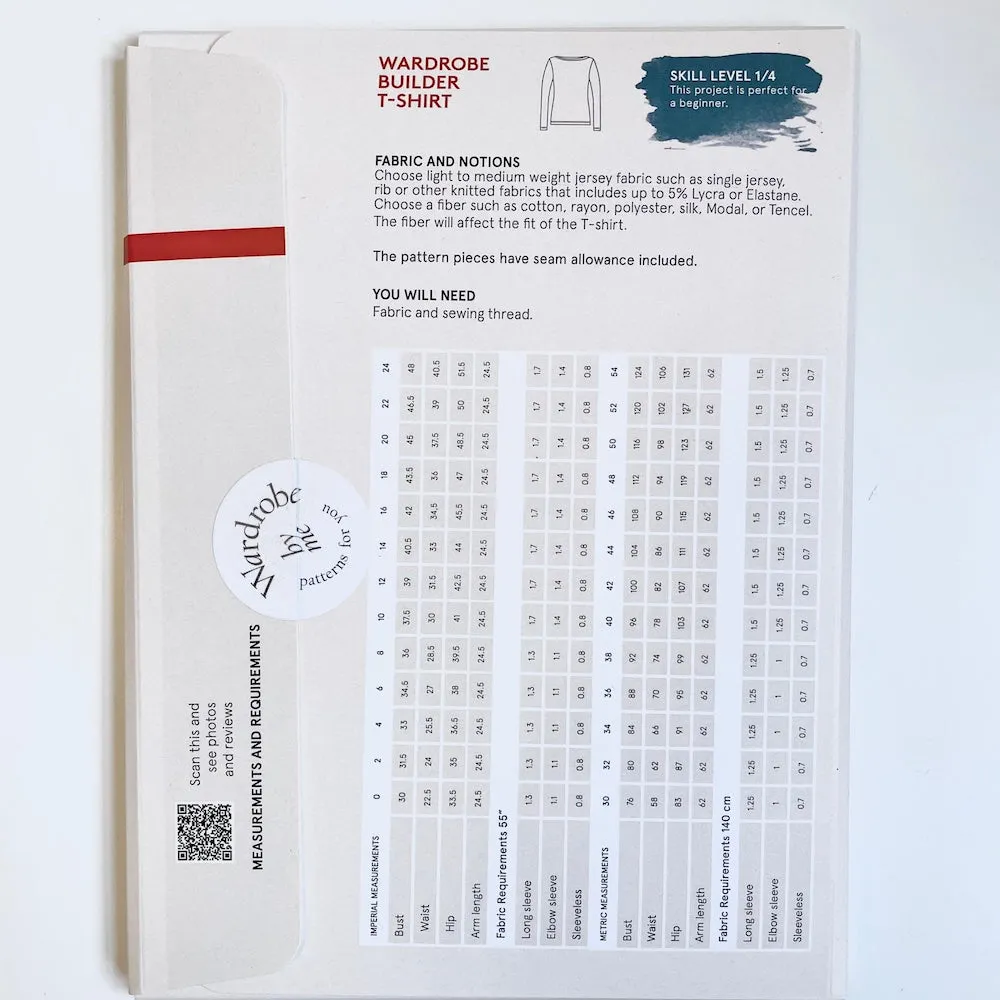 WARDROBE
BUILDER
T-SHIRT
SKILL LEVEL 1/4
This project is perfect for
a beginner.
FABRIC AND NOTIONS
Choose light to medium weight jersey fabric such as single jersey,
rib or other knitted fabrics that includes up to 5% Lycra or Elastane.
Choose a fiber such as cotton, rayon, polyester, silk, Modal, or Tencel.
The fiber will affect the fit of the T-shirt.
The pattern pieces have seam allowance included.
YOU WILL NEED
Fabric and sewing thread.
Wardrobe
by
me
patterns for you
Scan this and
see photos
and reviews
MEASUREMENTS AND REQUIREMENTS
IMPERIAL MEASUREMENTS 0 2 4 6 8 10 12 14 16 18 20 22 24
Bust 30 31.5 33 34.5 36 37.5 39 40.5 42 43.5 45 46.5 48
Waist 22.5 24 25.5 27 28.5 30 31.5 33 34.5 36 37.5 39 40.5
Hip 33.5 35 36.5 38 39.5 41 42.5 44 45.5 47 48.5 50 51.5
Arm length 24.5 24.5 24.5 24.5 24.5 24.5 24.5 24.5 24.5 24.5 24.5 24.5 24.5
Fabric Requirements 55"
Long sleeve 1.3 1.3 1.3 1.3 1.3 1.7 1.7 1.7 1.7 1.7 1.7 1.7 1.7
Elbow sleeve 1.1 1.1 1.1 1.1 1.1 1.4 1.4 1.4 1.4 1.4 1.4 1.4 1.4
Sleeveless 0.8 0.8 0.8 0.8 0.8 0.8 0.8 0.8 0.8 0.8 0.8 0.8 0.8
METRIC MEASUREMENTS 30 32 34 36 38 40 42 44 46 48 50 52 54
Bust 76 80 84 88 92 96 100 104 108 112 116 120 124
Waist 58 62 66 70 74 78 82 86 90 94 98 102 106
Hip 83 87 91 95 99 103 107 111 115 119 123 127 131
Arm length 62 62 62 62 62 62 62 62 62 62 62 62 62
Fabric Requirements 140 cm
Long sleeve 1.25 1.25 1.25 1.25 1.25 1.5 1.5 1.5 1.5 1.5 1.5 1.5 1.5
Elbow sleeve 1 1 1 1 1 1.25 1.25 1.25 1.25 1.25 1.25 1.25 1.25
Sleeveless 0.7 0.7 0.7 0.7 0.7 0.7 0.7 0.7 0.7 0.7 0.7 0.7 0.7